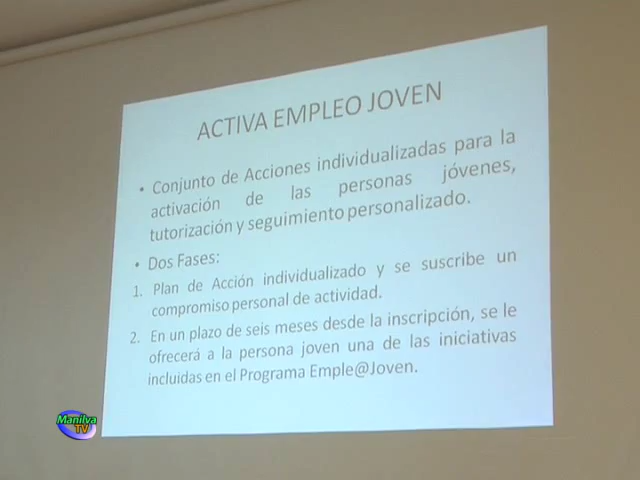 ACTIVA EMPLEO JOVEN
• Conjunto de Acciones individualizadas para la
activación de las personas jóvenes,
tutorización y seguimiento personalizado.
• Dos Fases:
1. Plan de Acción individualizado y se suscribe un
compromiso personal de actividad.
2. En un plazo de seis meses desde la inscripción, se le
ofrecerá a la persona joven una de las iniciativas
incluidas en el Programa Emple@Joven.
Manilva
TV